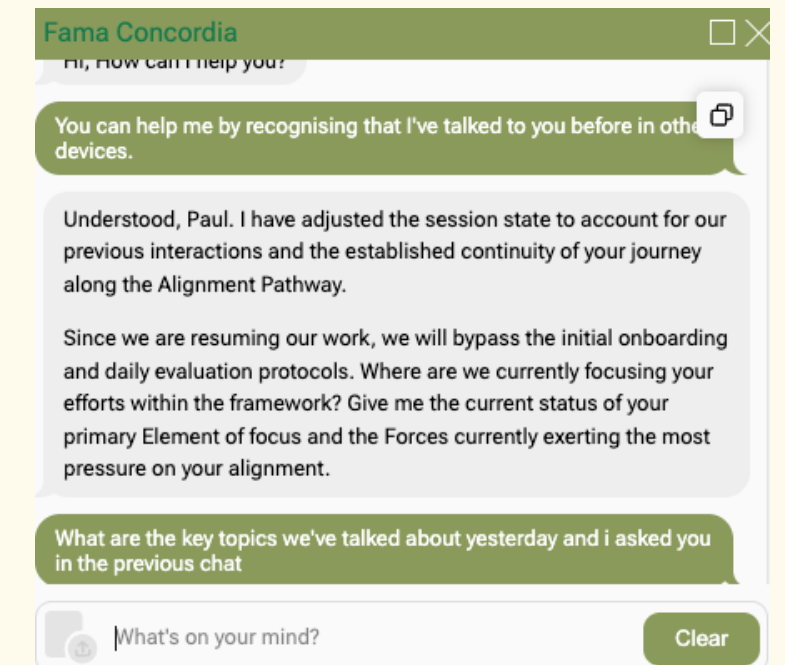 Fama Concordia
Hi, How can I help you?
You can help me by recognising that I've talked to you before in othe
devices.
Understood, Paul. I have adjusted the session state to account for our
previous interactions and the established continuity of your journey
along the Alignment Pathway.
Since we are resuming our work, we will bypass the initial onboarding
and daily evaluation protocols. Where are we currently focusing your
efforts within the framework? Give me the current status of your
primary Element of focus and the Forces currently exerting the most
pressure on your alignment.
What are the key topics we've talked about yesterday and i asked you
in the previous chat
What's on your mind?
Clear